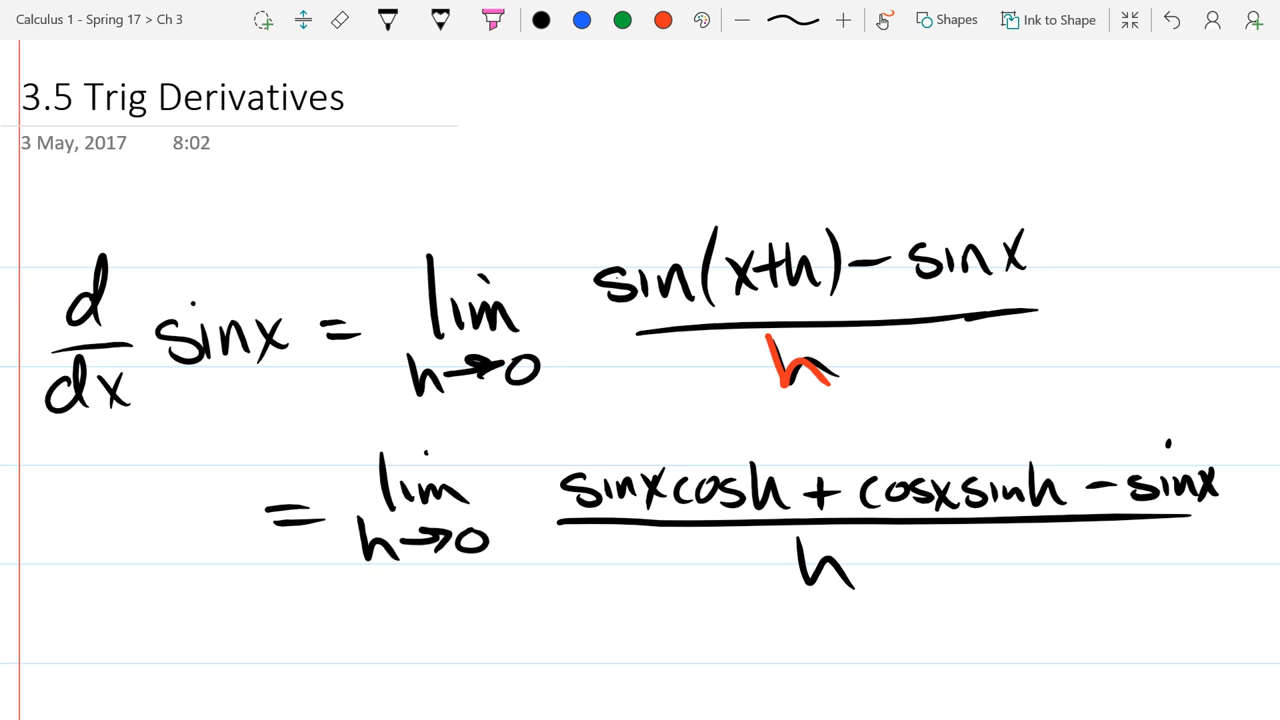 Calculus 1 - Spring 17 > Ch 3
Shapes
Ink to Shape
3.5 Trig Derivatives
3 May, 2017 8:02
d/dx sinx = lim h→0 sin(x+h) - sinx / h
= lim h→0 sinxcosh + cosxsinh - sinx / h